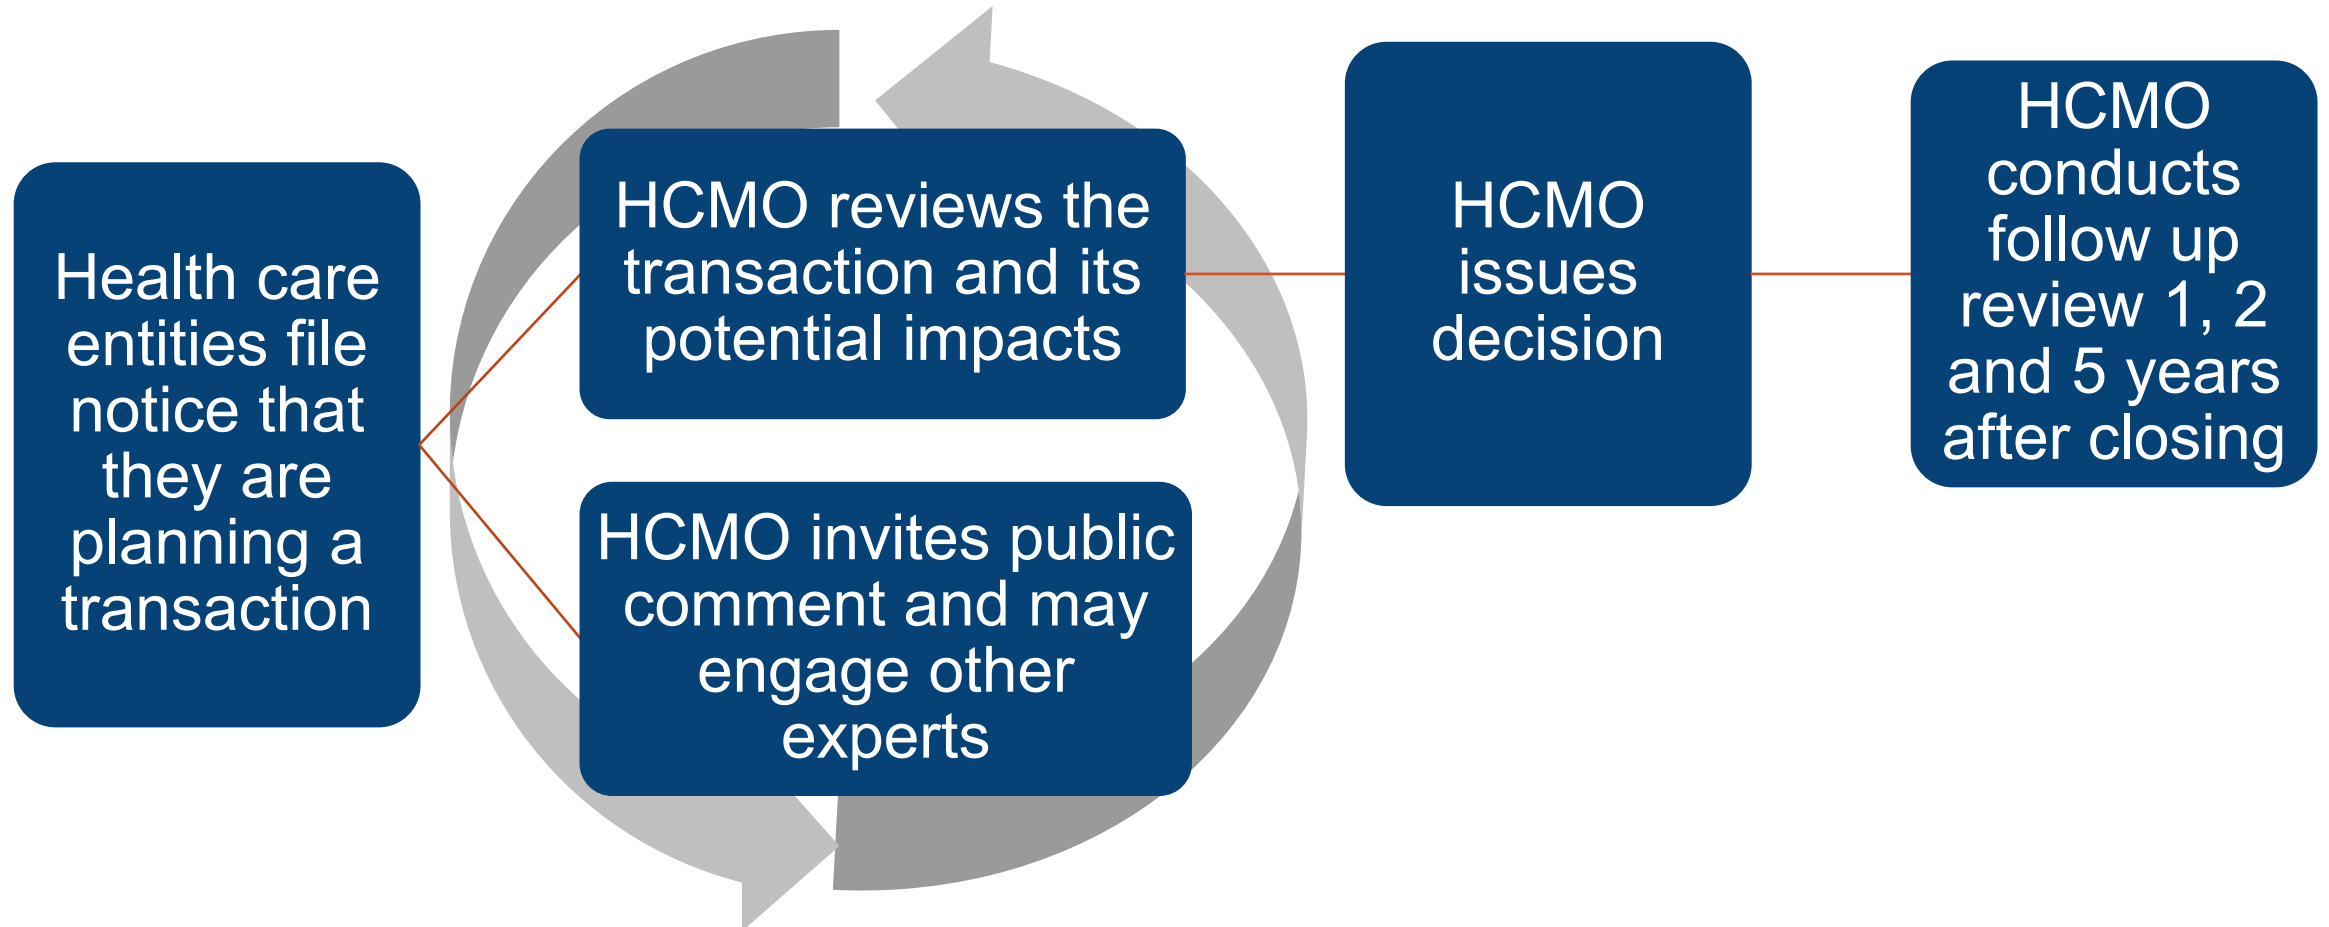 Health care
entities file
notice that
they are
planning a
transaction
HCMO reviews the
transaction and its
potential impacts
HCMO invites public
comment and may
engage other
experts
HCMO
issues
decision
HCMO
conducts
follow up
review 1, 2
and 5 years
after closing